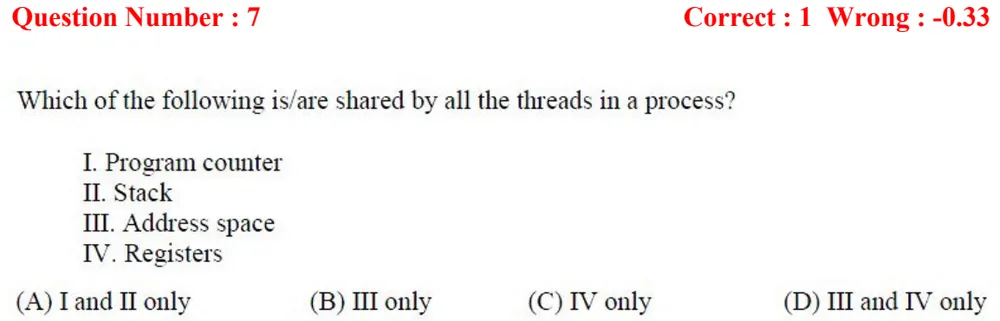 Question Number : 7 Correct : 1 Wrong : -0.33
Which of the following is/are shared by all the threads in a process?
I. Program counter
II. Stack
III. Address space
IV. Registers
(A) I and II only (B) III only (C) IV only (D) III and IV only